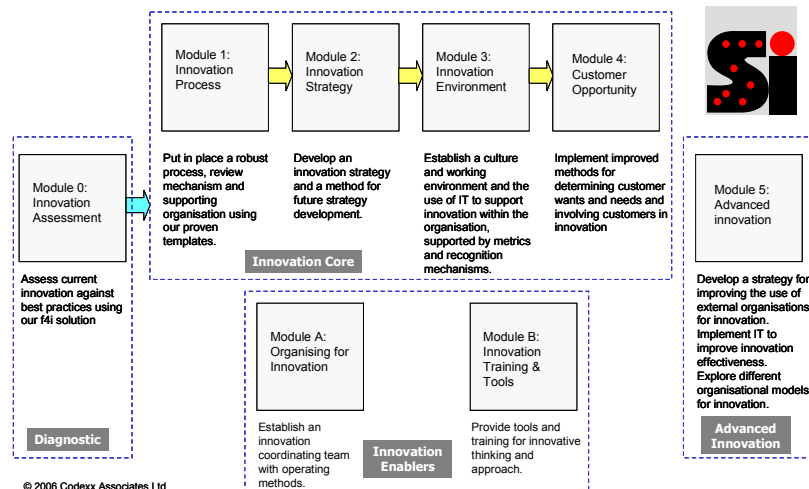 Module 1:
Innovation
Process
Module 2:
Innovation
Strategy
Module 3:
Innovation
Environment
Module 4:
Customer
Opportunity
Si
Put in place a robust
process, review
mechanism and
supporting
organisation using
our proven
templates.
Develop an
innovation strategy
and a method for
future strategy
development.
Establish a culture
and working
environment and the
use of IT to support
innovation within the
organisation,
supported by metrics
and recognition
mechanisms.
Implement improved
methods for
determining customer
wants and needs and
involving customers in
innovation
Innovation Core
Module 0:
Innovation
Assessment
Assess current
innovation against
best practices using
our f4i solution
Diagnostic
Module A:
Organising for
Innovation
Establish an
innovation
coordinating team
with operating
methods.
Innovation
Enablers
Module B:
Innovation
Training &
Tools
Provide tools and
training for innovative
thinking and
approach.
Module 5:
Advanced
innovation
Develop a strategy for
improving the use of
external organisations
for innovation.
Implement IT to
improve innovation
effectiveness.
Explore different
organisational models
for innovation.
Advanced
Innovation
© 2006 Codexx Associates Ltd